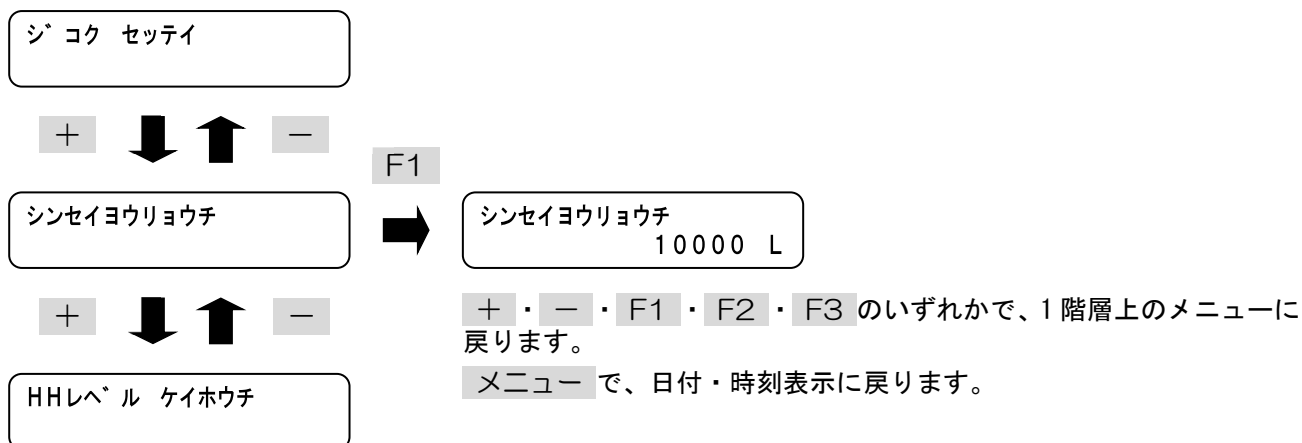 シ゛コク セッテイ
＋ －
F1
シンセイヨウリョウチ
シンセイヨウリョウチ
10000 L
＋ －
＋ ・ － ・ F1 ・ F2 ・ F3 のいずれかで、1 階層上のメニューに
戻ります。
メニュー で、日付・時刻表示に戻ります。
HHレヘ゛ル ケイホウチ